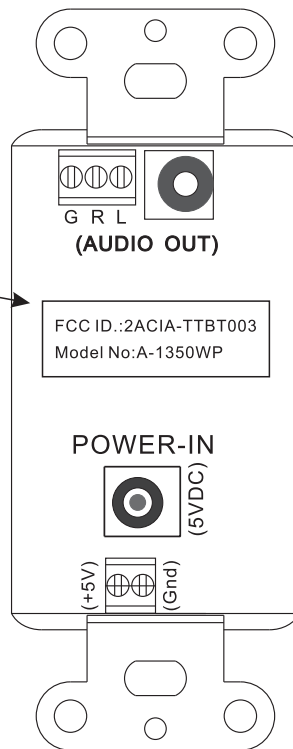 G R L
(AUDIO OUT)
FCC ID.:2ACIA-TTBT003
Model No:A-1350WP
POWER-IN
(5VDC)
(+5V)
(Gnd)